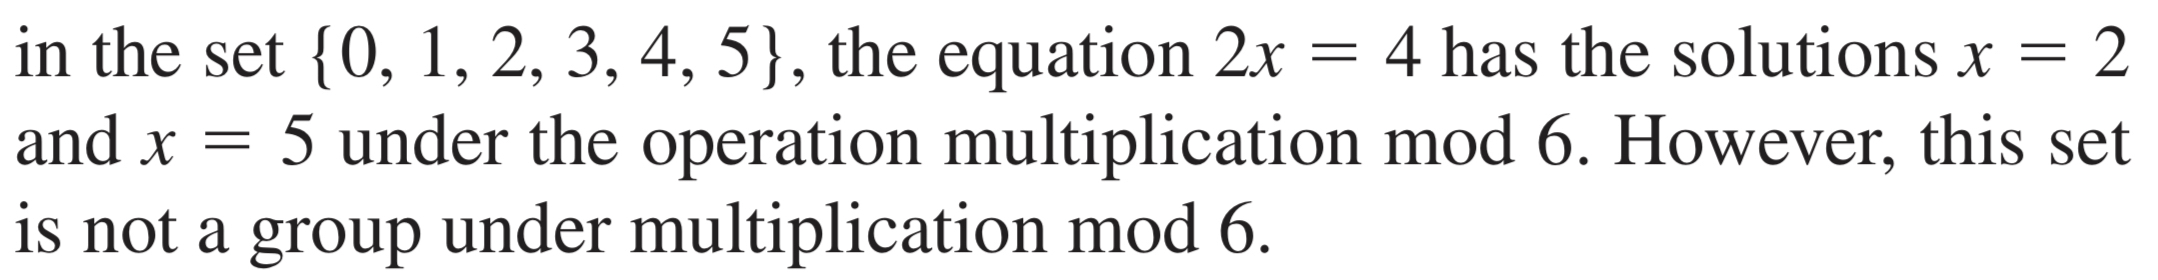 in the set {0, 1, 2, 3, 4, 5}, the equation 2x = 4 has the solutions x = 2
and x = 5 under the operation multiplication mod 6. However, this set
is not a group under multiplication mod 6.